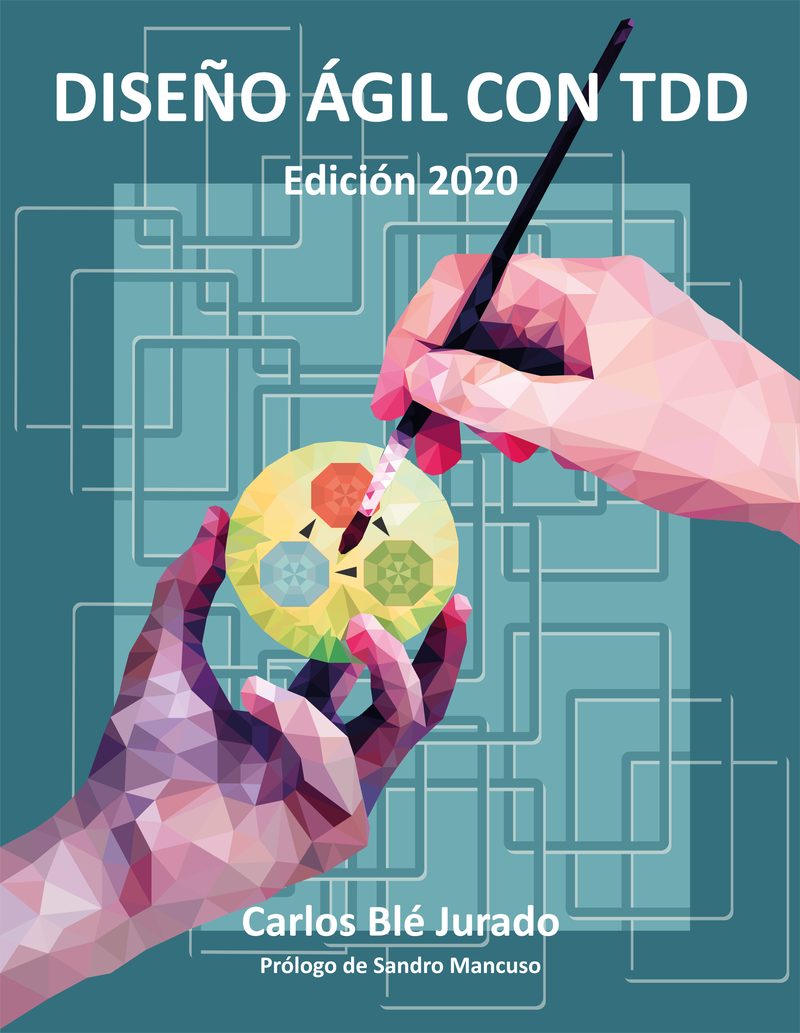 DISEÑO ÁGIL CON TDD
Edición 2020
Carlos Blé Jurado
Prólogo de Sandro Mancuso